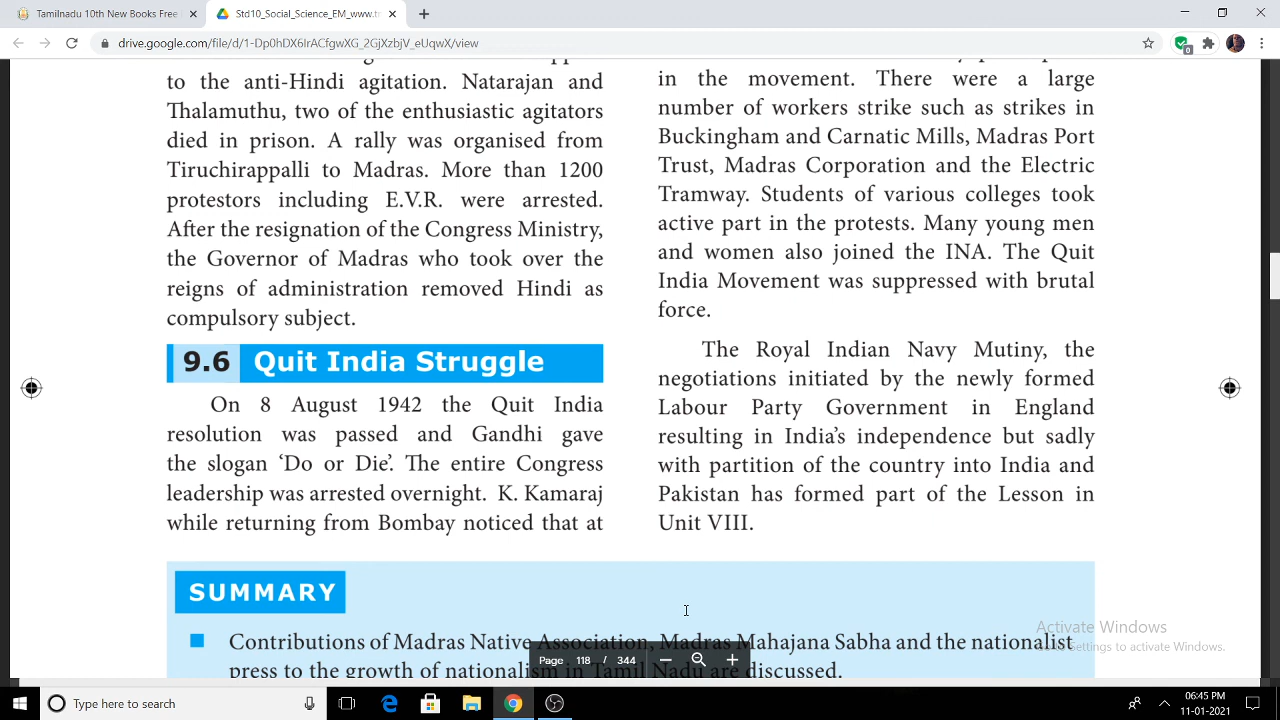 Tamilnadu 10th New Books Free
Std10_Social_Science_EM_www.t
drive.google.com/file/d/1-Dp0hDX6IrACfgwXG_2GjXzbjV_eUqwX/view
to the anti-Hindi agitation. Natarajan and
Thalamuthu, two of the enthusiastic agitators
died in prison. A rally was organised from
Tiruchirappalli to Madras. More than 1200
protestors including E.V.R. were arrested.
After the resignation of the Congress Ministry,
the Governor of Madras who took over the
reigns of administration removed Hindi as
compulsory subject.
9.6 Quit India Struggle
On 8 August 1942 the Quit India
resolution was passed and Gandhi gave
the slogan ‘Do or Die’. The entire Congress
leadership was arrested overnight. K. Kamaraj
while returning from Bombay noticed that at
in the movement. There were a large
number of workers strike such as strikes in
Buckingham and Carnatic Mills, Madras Port
Trust, Madras Corporation and the Electric
Tramway. Students of various colleges took
active part in the protests. Many young men
and women also joined the INA. The Quit
India Movement was suppressed with brutal
force.
The Royal Indian Navy Mutiny, the
negotiations initiated by the newly formed
Labour Party Government in England
resulting in India’s independence but sadly
with partition of the country into India and
Pakistan has formed part of the Lesson in
Unit VIII.
SUMMARY
Contributions of Madras Native Association, Madras Mahajana Sabha and the nationalist
press to the growth of nationalism in Tamil Nadu are discussed.
Page 118 / 344
Activate Windows
Settings to activate Windows.
Type here to search
06:45 PM
11-01-2021